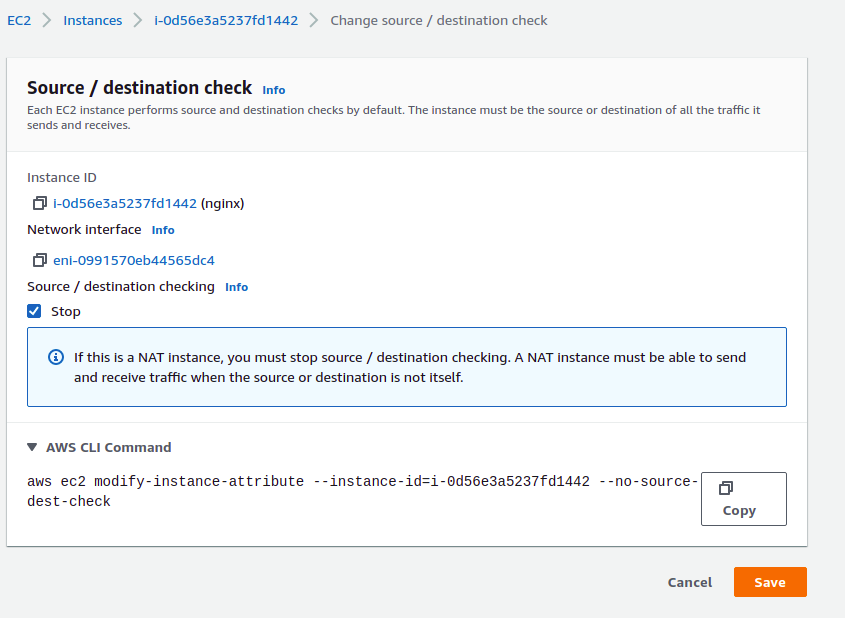 EC2 > Instances > i-0d56e3a5237fd1442 > Change source / destination check
Source / destination check Info
Each EC2 instance performs source and destination checks by default. The instance must be the source or destination of all the traffic it
sends and receives.
Instance ID
i-0d56e3a5237fd1442 (nginx)
Network interface Info
eni-0991570eb44565dc4
Source / destination checking Info
Stop
If this is a NAT instance, you must stop source / destination checking. A NAT instance must be able to send
and receive traffic when the source or destination is not itself.
AWS CLI Command
aws ec2 modify-instance-attribute --instance-id=i-0d56e3a5237fd1442 --no-source-
dest-check
Copy
Cancel
Save